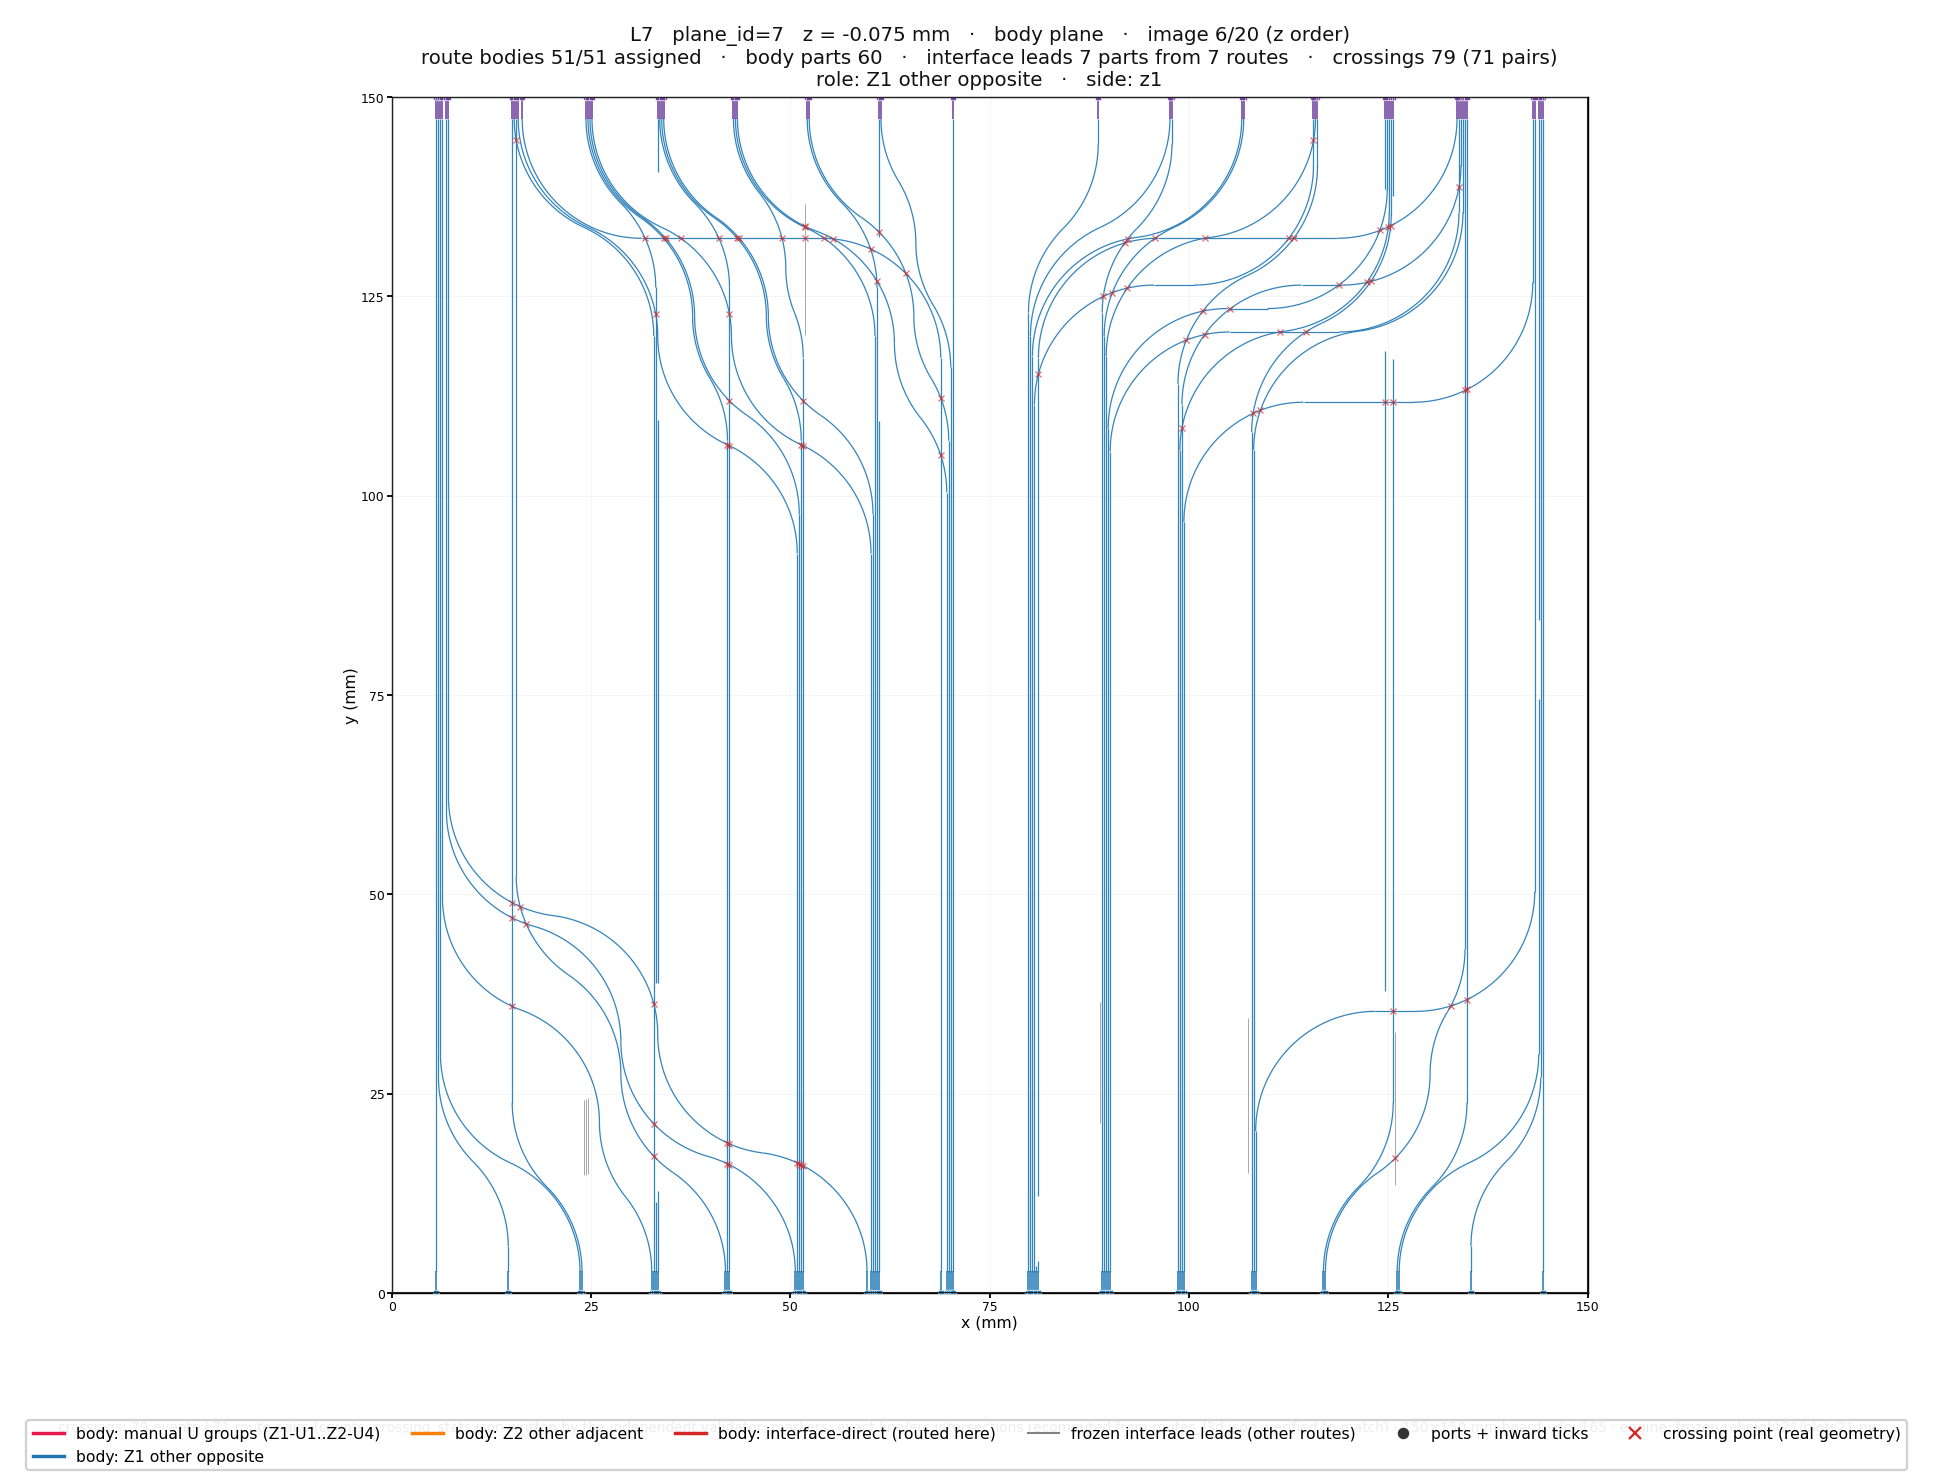 L7   plane_id=7   z = -0.075 mm   ·   body plane   ·   image 6/20 (z order)
route bodies 51/51 assigned   ·   body parts 60   ·   interface leads 7 parts from 7 routes   ·   crossings 79 (71 pairs)
role: Z1 other opposite   ·   side: z1
150
125
100
75
50
25
0
y (mm)
0 25 50 75 100 125 150
x (mm)
body: manual U groups (Z1-U1..Z2-U4)
body: Z2 other adjacent
body: interface-direct (routed here)
frozen interface leads (other routes)
ports + inward ticks
crossing point (real geometry)
body: Z1 other opposite